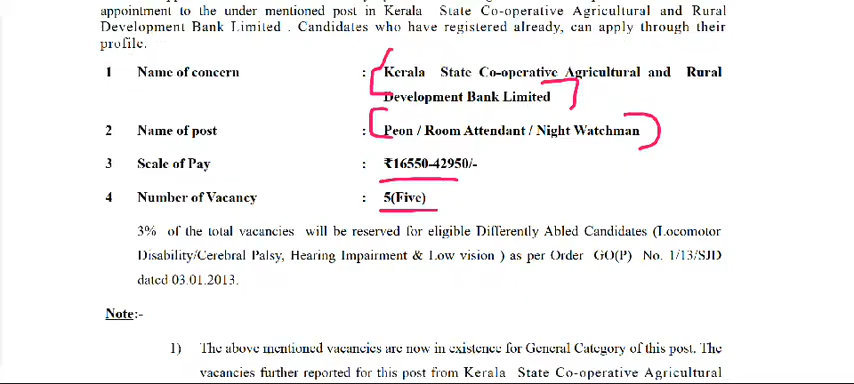 appointment to the under mentioned post in Kerala State Co-operative Agricultural and Rural
Development Bank Limited . Candidates who have registered already, can apply through their
profile.
1 Name of concern : Kerala State Co-operative Agricultural and Rural
Development Bank Limited
2 Name of post : Peon / Room Attendant / Night Watchman
3 Scale of Pay : ₹16550-42950/-
4 Number of Vacancy : 5(Five)
3% of the total vacancies will be reserved for eligible Differently Abled Candidates (Locomotor
Disability/Cerebral Palsy, Hearing Impairment & Low vision ) as per Order GO(P) No. 1/13/SJD
dated 03.01.2013.
Note:-
1) The above mentioned vacancies are now in existence for General Category of this post. The
vacancies further reported for this post from Kerala State Co-operative Agricultural